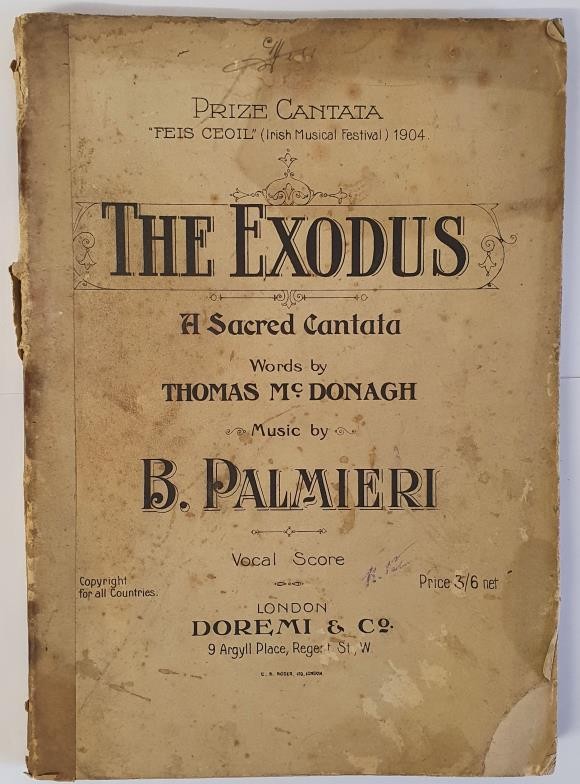 PRIZE CANTATA
"FEIS CEOIL" (Irish Musical Festival) 1904.
THE EXODUS
A Sacred Cantata
Words by
THOMAS Mc DONAGH
Music by
B. PALMIERI
Vocal Score
Copyright
for all Countries.
Price 3/6 net
LONDON
DOREMI & Co.
9 Argyll Place, Regent St., W